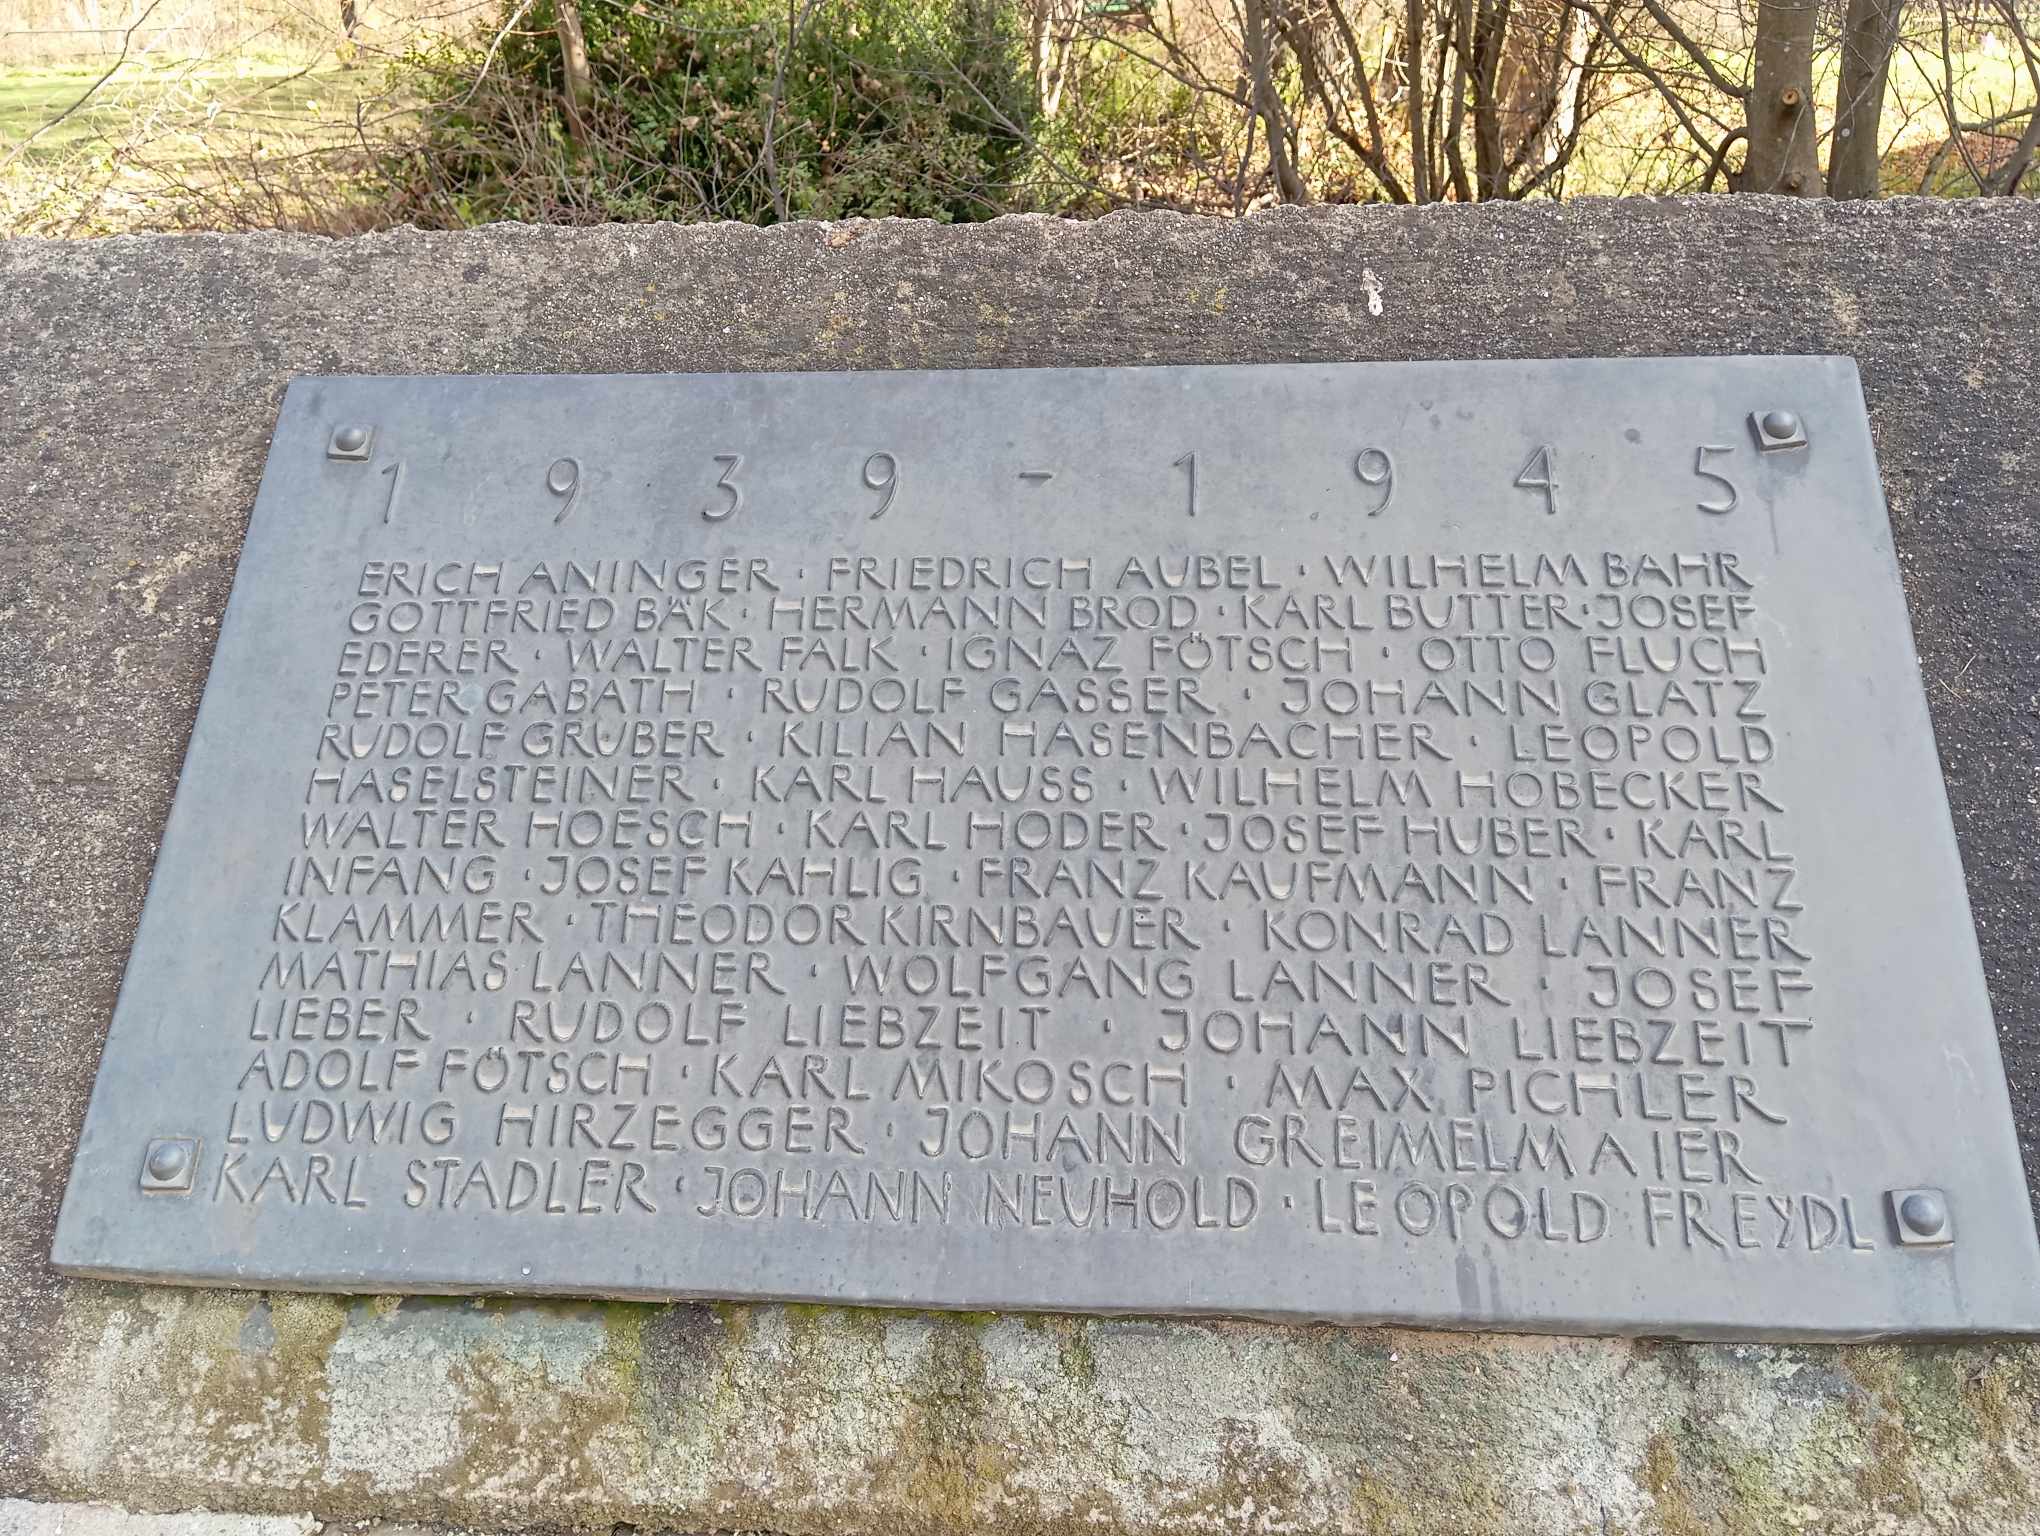 1939-1945
ERICH ANINGER · FRIEDRICH AUBEL · WILHELM BAHR
GOTTFRIED BÄK · HERMANN BROD · KARL BUTTER · JOSEF
EDERER · WALTER FALK · IGNAZ FÖTSCH · OTTO FLUCH
PETER GABATH · RUDOLF GASSER · JOHANN GLATZ
RUDOLF GRUBER · KILIAN HASENBACHER · LEOPOLD
HASELSTEINER · KARL HAUSS · WILHELM HOBECKER
WALTER HOESCH · KARL HODER · JOSEF HUBER · KARL
INFANG · JOSEF KAHLIG · FRANZ KAUFMANN · FRANZ
KLAMMER · THEODOR KIRNBAUER · KONRAD LANNER
MATHIAS LANNER · WOLFGANG LANNER · JOSEF
LIEBER · RUDOLF LIEBZEIT · JOHANN LIEBZEIT
ADOLF FÖTSCH · KARL MIKOSCH · MAX PICHLER
LUDWIG HIRZEGGER · JOHANN GREIMELMAIER
KARL STADLER · JOHANN NEUHOLD · LEOPOLD FREYDL